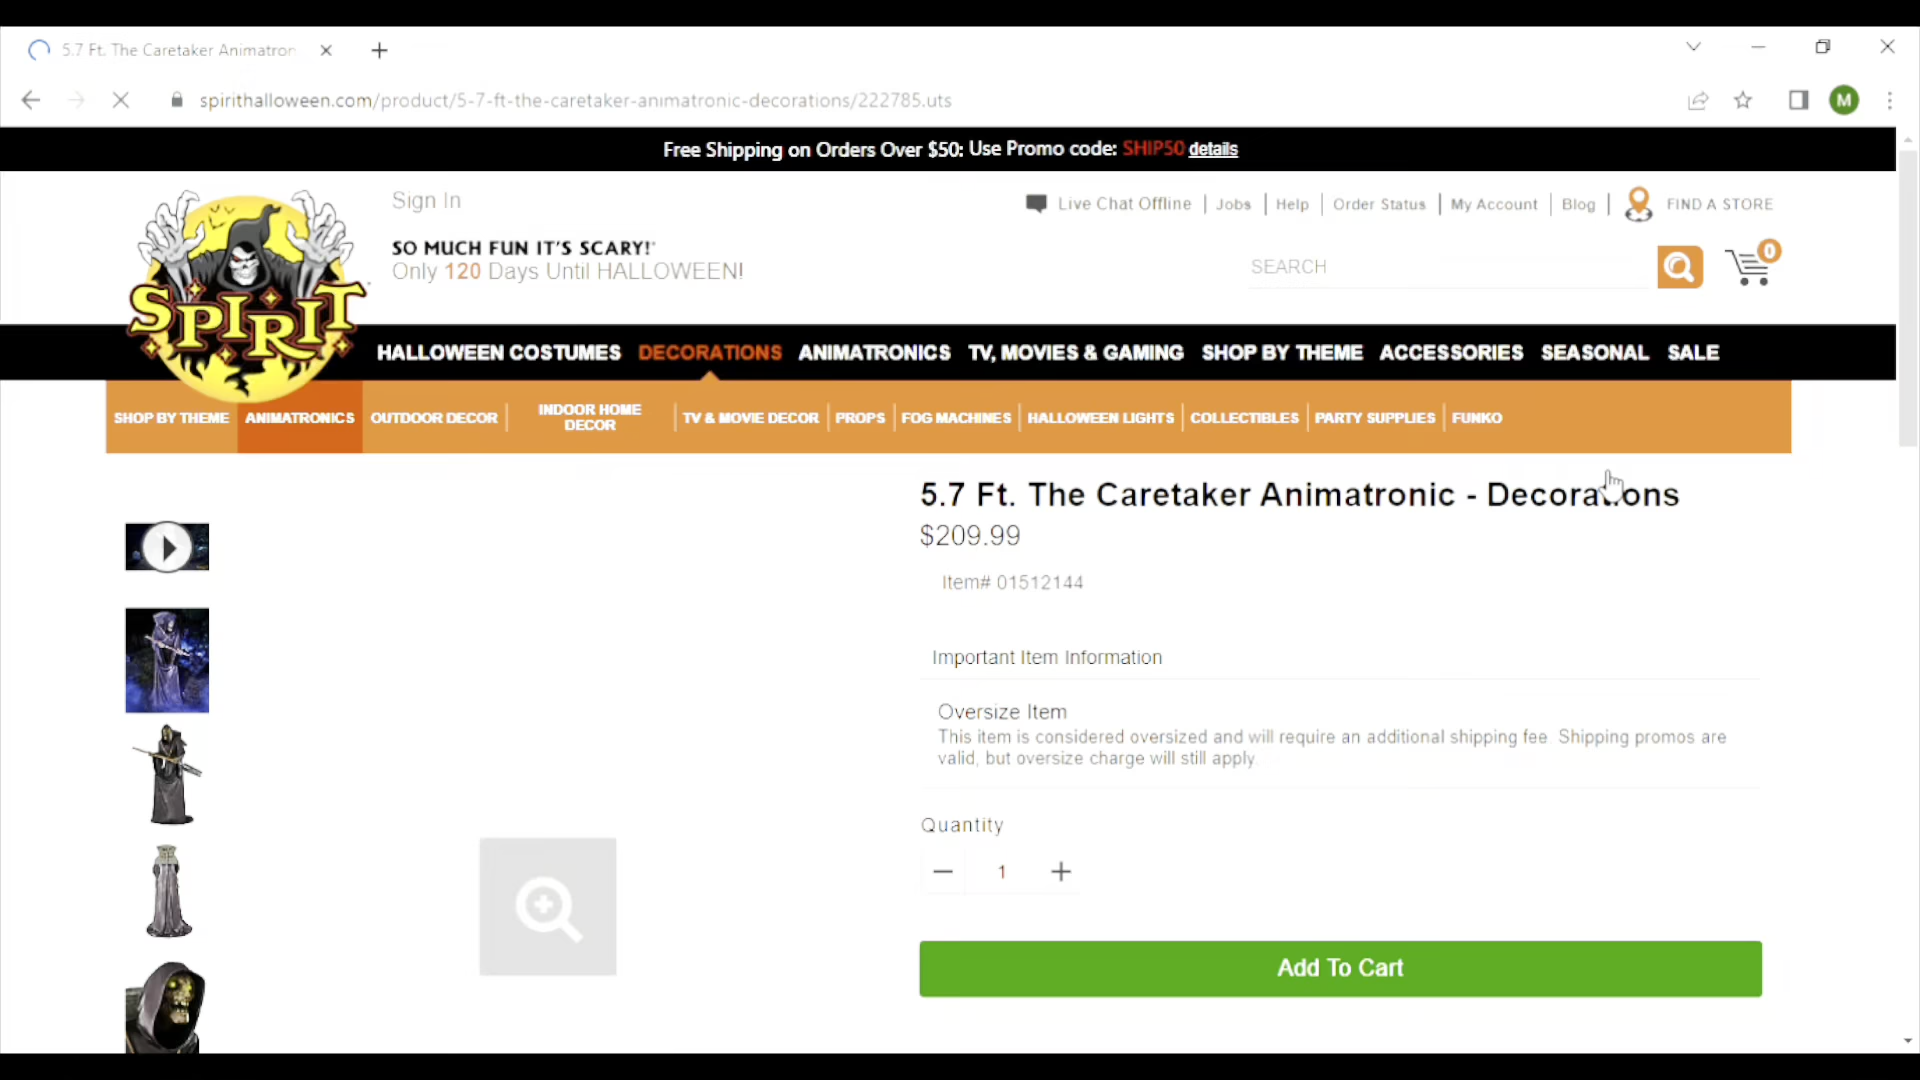 5.7 Ft. The Caretaker Animatron
spirithalloween.com/product/5-7-ft-the-caretaker-animatronic-decorations/222785.uts
M
Free Shipping on Orders Over $50: Use Promo code: SHIP50 details
Sign In
Live Chat Offline
Jobs
Help
Order Status
My Account
Blog
FIND A STORE
SPIRIT
SO MUCH FUN IT'S SCARY!
Only 120 Days Until HALLOWEEN!
SEARCH
0
HALLOWEEN COSTUMES
DECORATIONS
ANIMATRONICS
TV, MOVIES & GAMING
SHOP BY THEME
ACCESSORIES
SEASONAL
SALE
SHOP BY THEME
ANIMATRONICS
OUTDOOR DECOR
INDOOR HOME
DECOR
TV & MOVIE DECOR
PROPS
FOG MACHINES
HALLOWEEN LIGHTS
COLLECTIBLES
PARTY SUPPLIES
FUNKO
5.7 Ft. The Caretaker Animatronic - Decorations
$209.99
Item# 01512144
Important Item Information
Oversize Item
This item is considered oversized and will require an additional shipping fee. Shipping promos are
valid, but oversize charge will still apply.
Quantity
1
Add To Cart